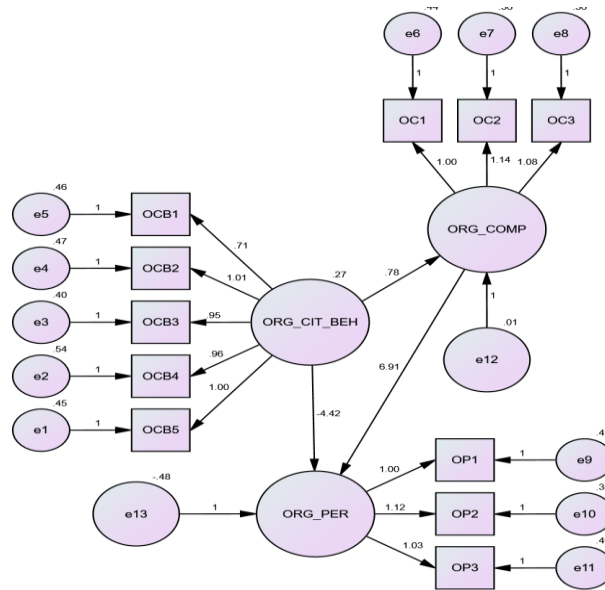 e6
e7
e8
1
1
1
OC1
OC2
OC3
1.00
1.14
1.08
.46
e5
1
OCB1
.71
ORG_COMP
.47
e4
1
OCB2
1.01
.27
.78
.40
e3
1
OCB3
.95
ORG_CIT_BEH
1
.01
e12
.54
e2
1
OCB4
.96
6.91
.45
e1
1
OCB5
1.00
-4.42
-.48
e13
1
ORG_PER
1.00
OP1
1
e9
1.12
OP2
1
e10
1.03
OP3
1
e11